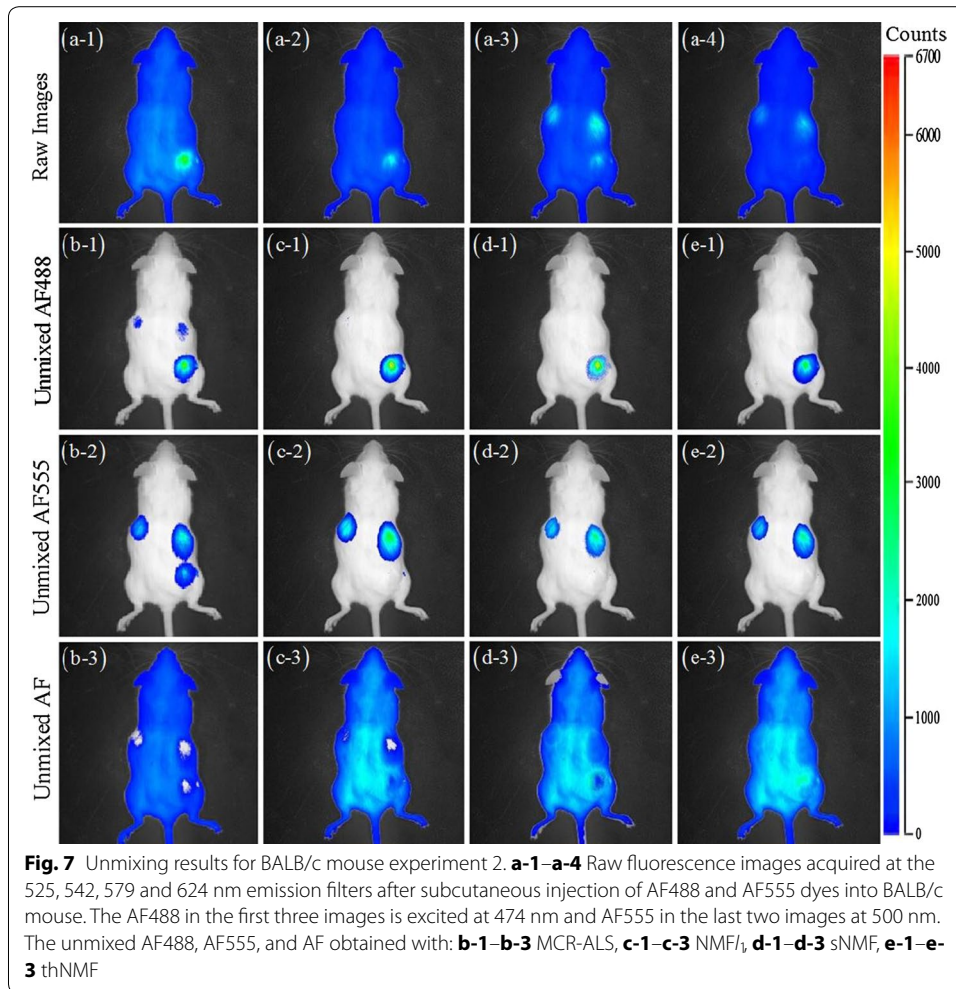 (a-1) (a-2) (a-3) (a-4) Counts
Raw Images
6700
6000
5000
4000
3000
2000
1000
0
(b-1) (c-1) (d-1) (e-1)
Unmixed AF488
(b-2) (c-2) (d-2) (e-2)
Unmixed AF555
(b-3) (c-3) (d-3) (e-3)
Unmixed AF
Fig. 7 Unmixing results for BALB/c mouse experiment 2. a-1–a-4 Raw fluorescence images acquired at the
525, 542, 579 and 624 nm emission filters after subcutaneous injection of AF488 and AF555 dyes into BALB/c
mouse. The AF488 in the first three images is excited at 474 nm and AF555 in the last two images at 500 nm.
The unmixed AF488, AF555, and AF obtained with: b-1–b-3 MCR-ALS, c-1–c-3 NMFl₁, d-1–d-3 sNMF, e-1–e-
3 thNMF